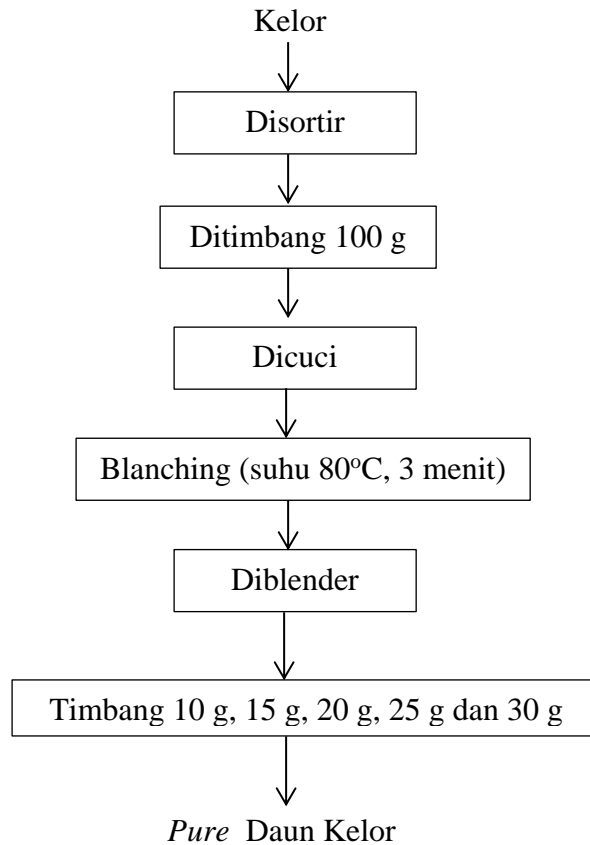 Kelor
Disortir
Ditimbang 100 g
Dicuci
Blanching (suhu 80°C, 3 menit)
Diblender
Timbang 10 g, 15 g, 20 g, 25 g dan 30 g
Pure Daun Kelor